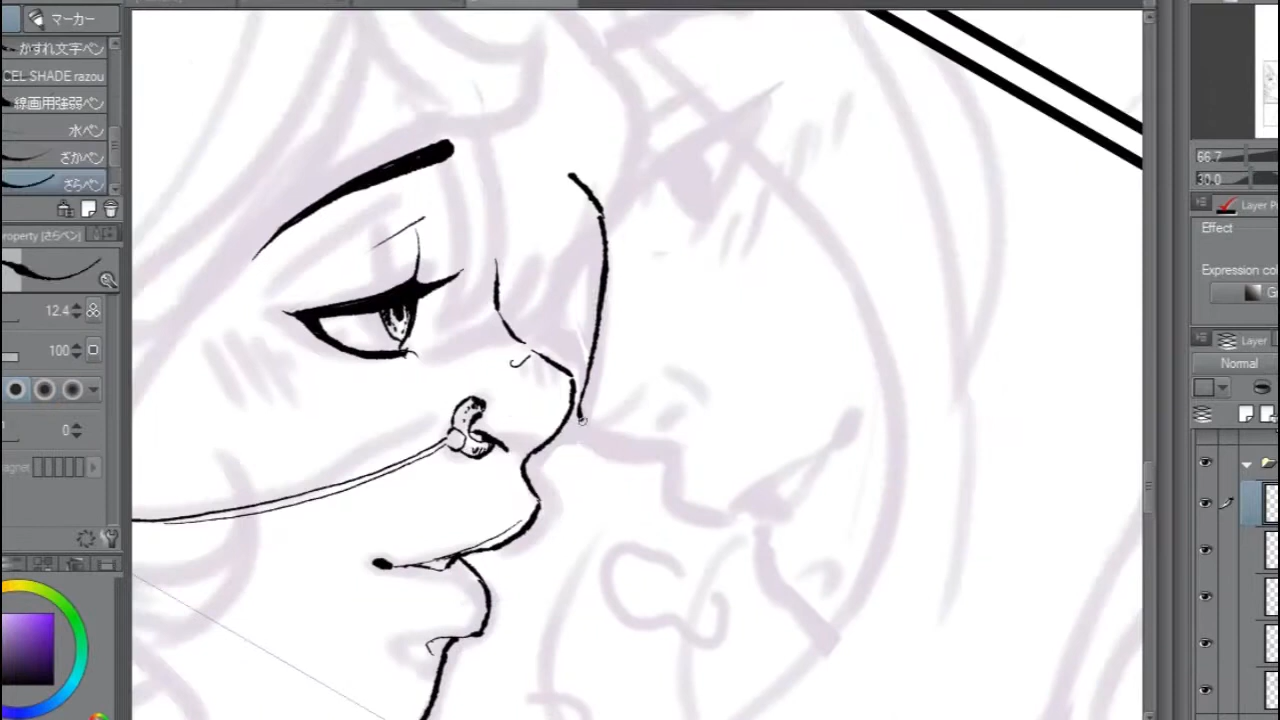 マーカー
かすれ文字ペン
CEL SHADE razou
線画用強弱ペン
水ペン
ざかペン
さらペン
roperty [さらペン]
12.4
100
0
agner
66.7
30.0
Layer P
Effect
Expression co
G
Layer
Normal